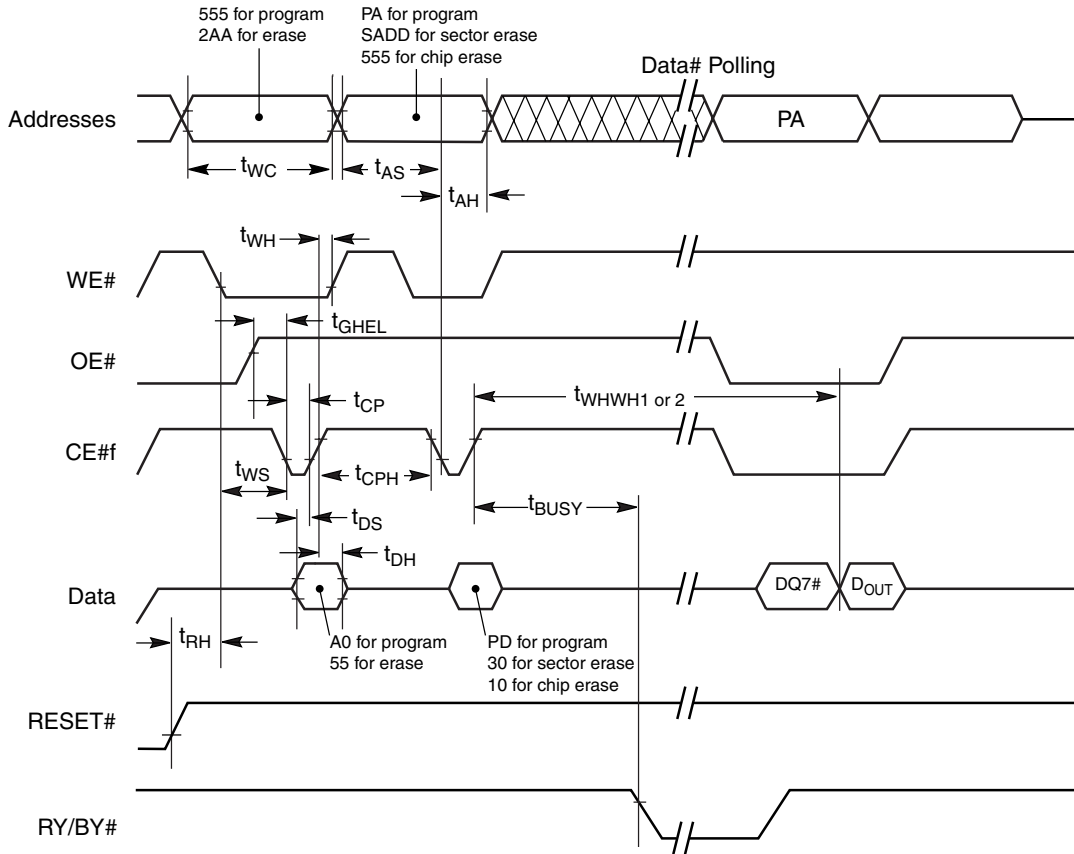 555 for program
2AA for erase
PA for program
SADD for sector erase
555 for chip erase
Data# Polling
Addresses
PA
tWC
tAS
tAH
tWH
WE#
tGHEL
OE#
tWHWH1 or 2
tCP
CE#f
tWS
tCPH
tBUSY
tDS
tDH
Data
DQ7#
DOUT
tRH
A0 for program
55 for erase
PD for program
30 for sector erase
10 for chip erase
RESET#
RY/BY#